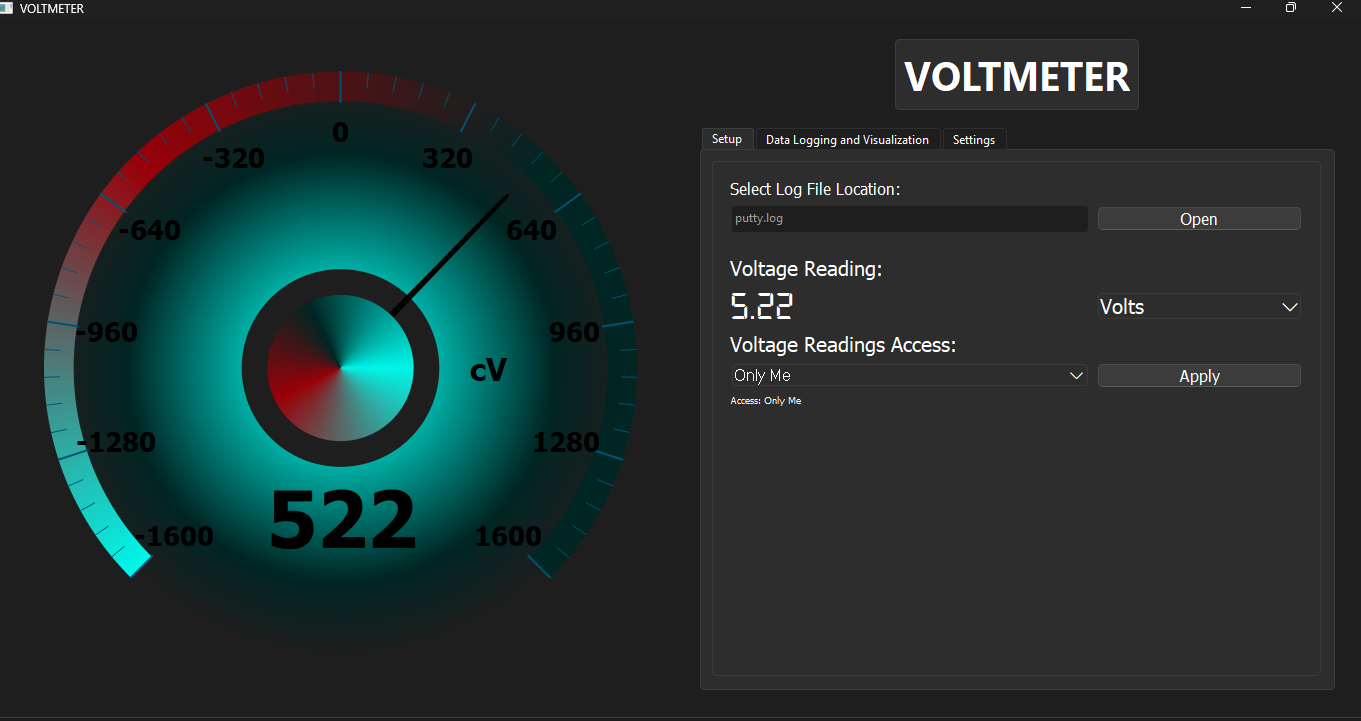 VOLTMETER
VOLTMETER
0
-320
320
-640
640
-960
960
cV
-1280
1280
-1600
1600
522
Setup
Data Logging and Visualization
Settings
Select Log File Location:
putty.log
Open
Voltage Reading:
5.22
Volts
Voltage Readings Access:
Only Me
Apply
Access: Only Me